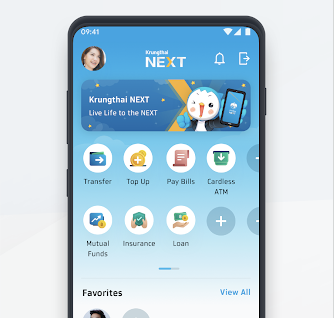 09:41
Krungthai
NEXT
Krungthai NEXT
Live Life to the NEXT
Transfer
Top Up
Pay Bills
Cardless
ATM
Mutual
Funds
Insurance
Loan
Favorites
View All